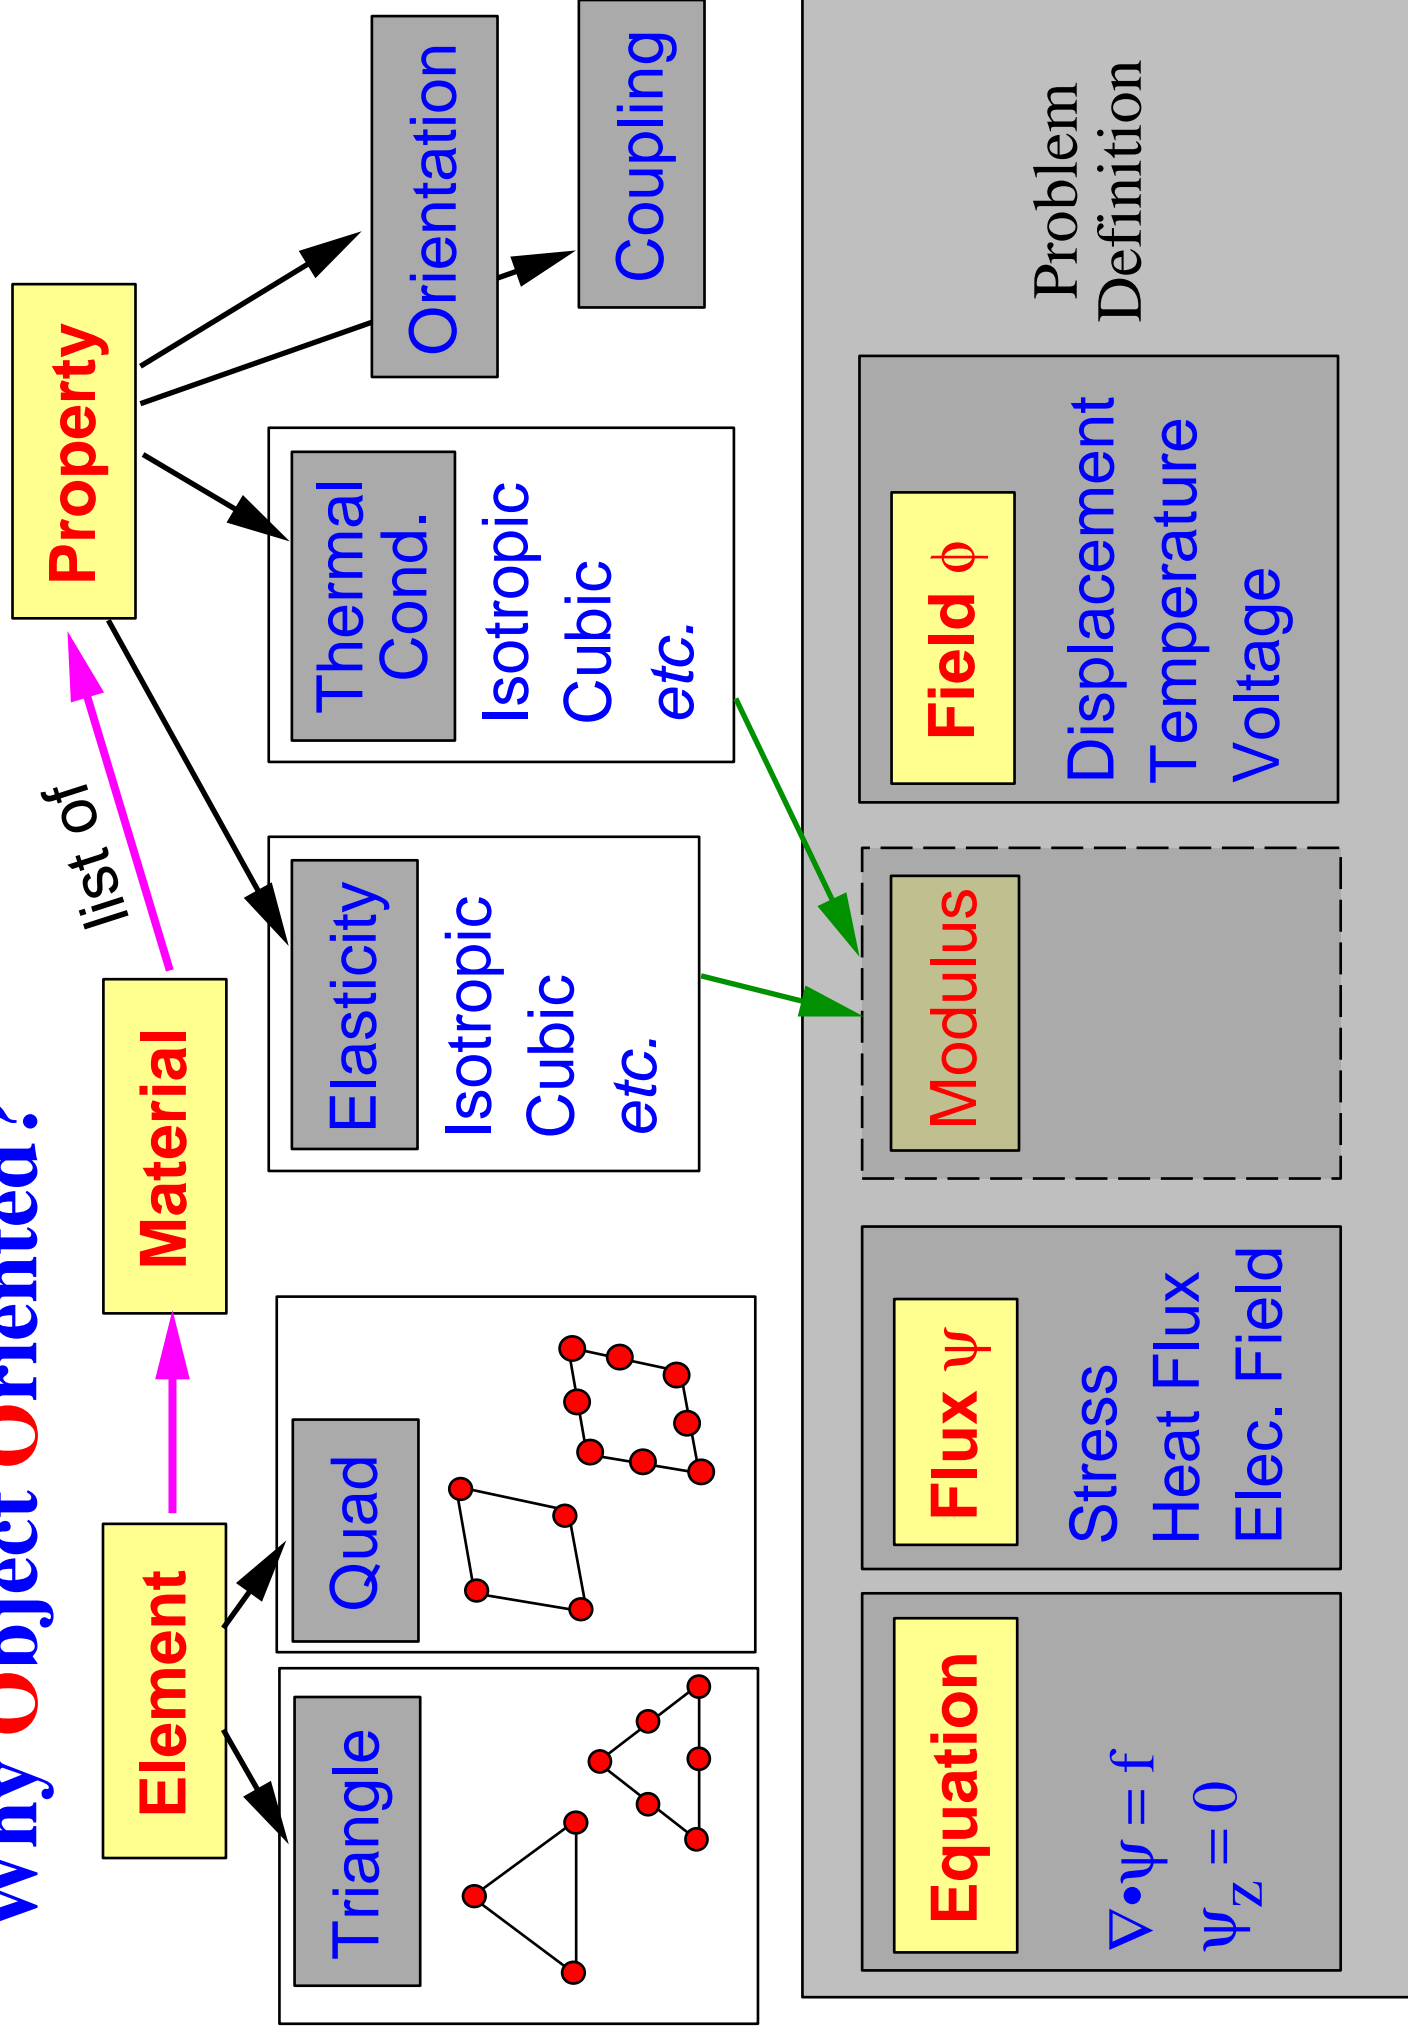 Why Object Oriented?
Element
Material
list of
Property
Triangle
Quad
Elasticity
Isotropic
Cubic
etc.
Thermal
Cond.
Isotropic
Cubic
etc.
Orientation
Coupling
Equation
∇•ψ = f
ψz = 0
Flux ψ
Stress
Heat Flux
Elec. Field
Modulus
Field φ
Displacement
Temperature
Voltage
Problem
Definition